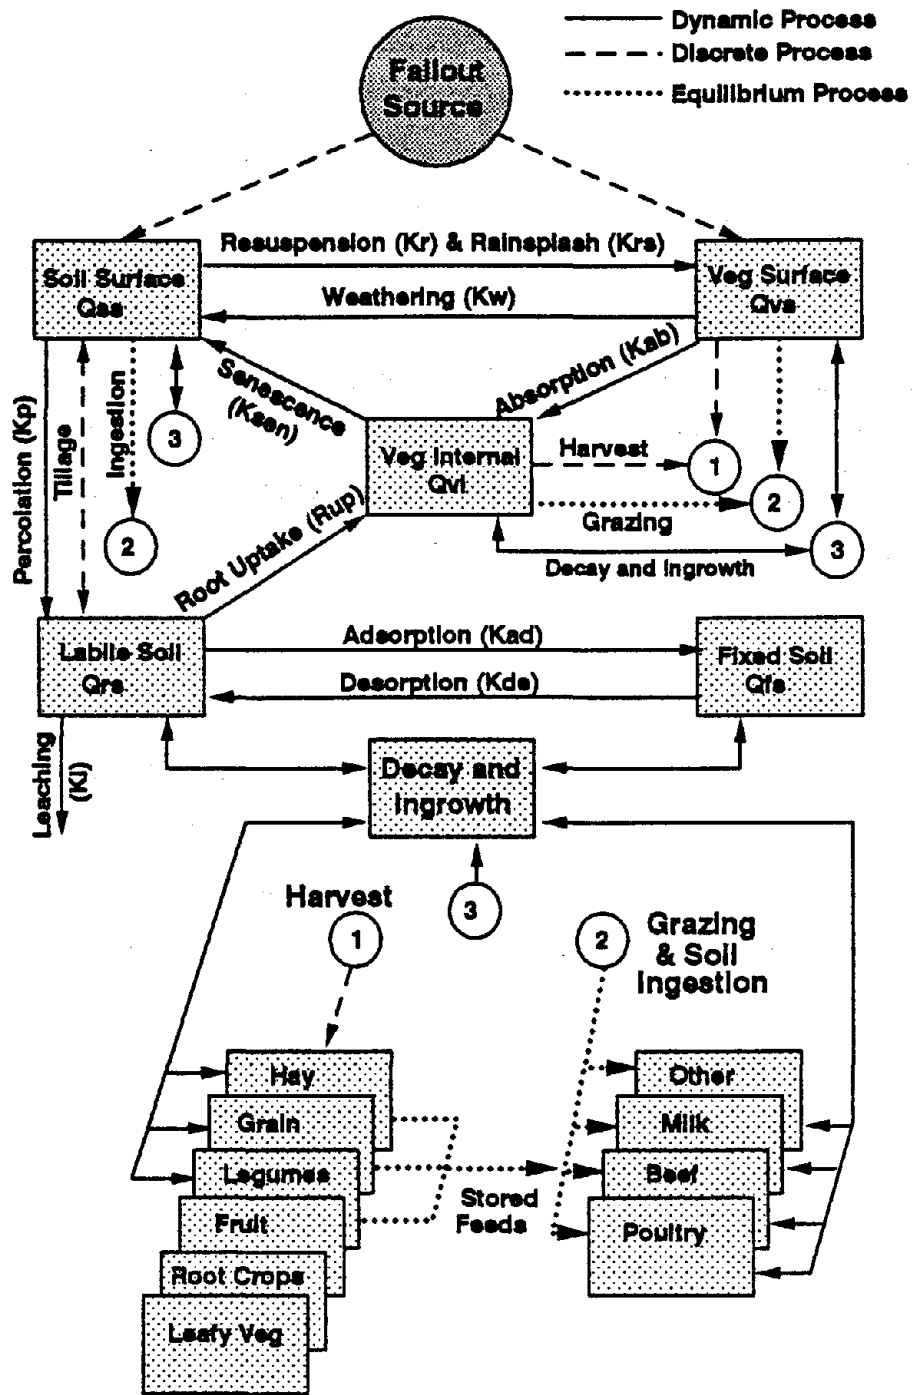 Dynamic Process
Discrete Process
Equilibrium Process
Fallout
Source
Resuspension (Kr) & Rainsplash (Krs)
Soil Surface
Qss
Veg Surface
Qvs
Weathering (Kw)
Senescence
(Ksen)
Absorption (Kab)
Percolation (Kp)
Tillage
Ingestion
3
2
Veg Internal
Qvi
Harvest
1
Grazing
2
Decay and Ingrowth
3
Root Uptake (Rup)
Labile Soil
Qrs
Adsorption (Kad)
Desorption (Kde)
Fixed Soil
Qfs
Leaching
(Kl)
Decay and
Ingrowth
3
Harvest
1
2
Grazing
& Soil
Ingestion
Hay
Grain
Legumes
Fruit
Root Crops
Leafy Veg
Stored
Feeds
Other
Milk
Beef
Poultry